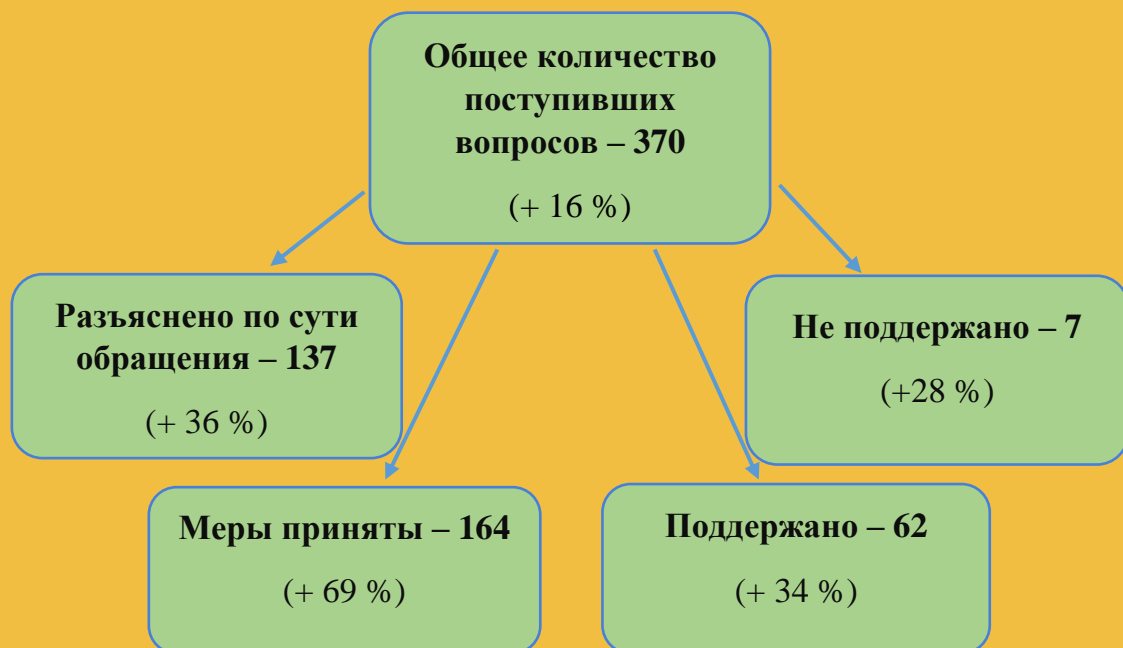 Общее количество
поступивших
вопросов – 370
(+ 16 %)
Разъяснено по сути
обращения – 137
(+ 36 %)
Не поддержано – 7
(+28 %)
Меры приняты – 164
(+ 69 %)
Поддержано – 62
(+ 34 %)